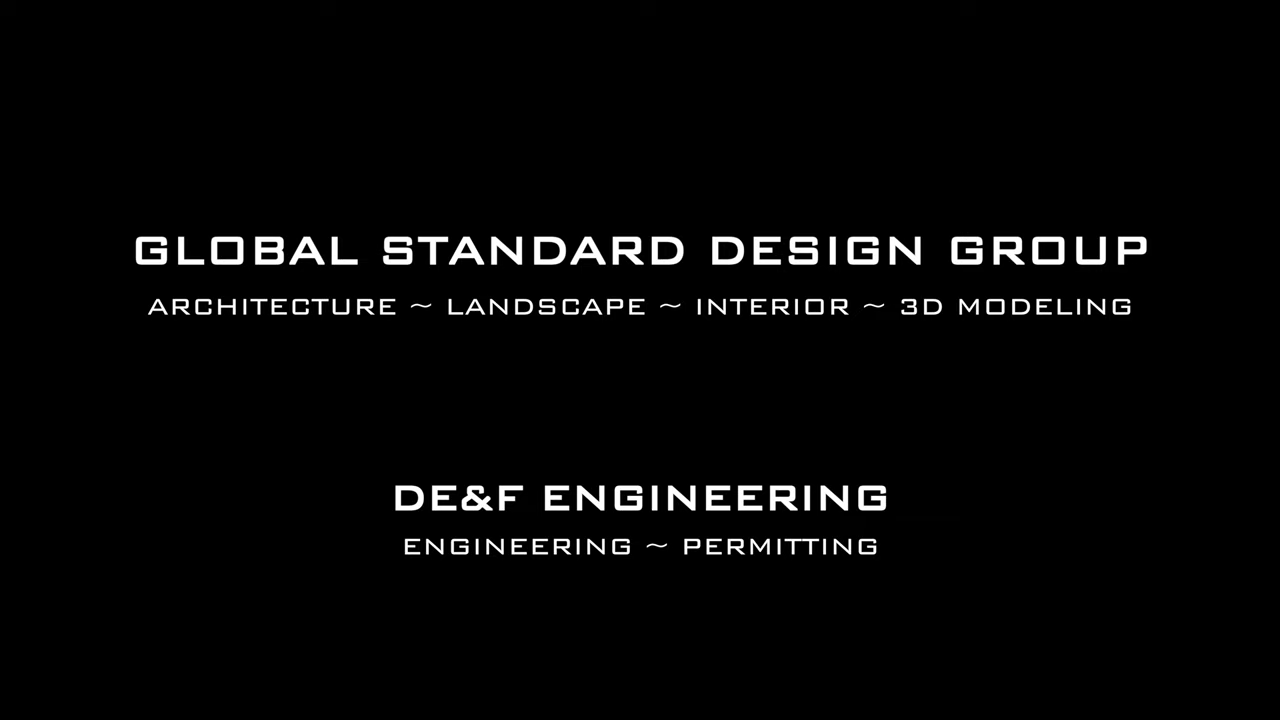 GLOBAL STANDARD DESIGN GROUP
ARCHITECTURE ~ LANDSCAPE ~ INTERIOR ~ 3D MODELING
DE&F ENGINEERING
ENGINEERING ~ PERMITTING